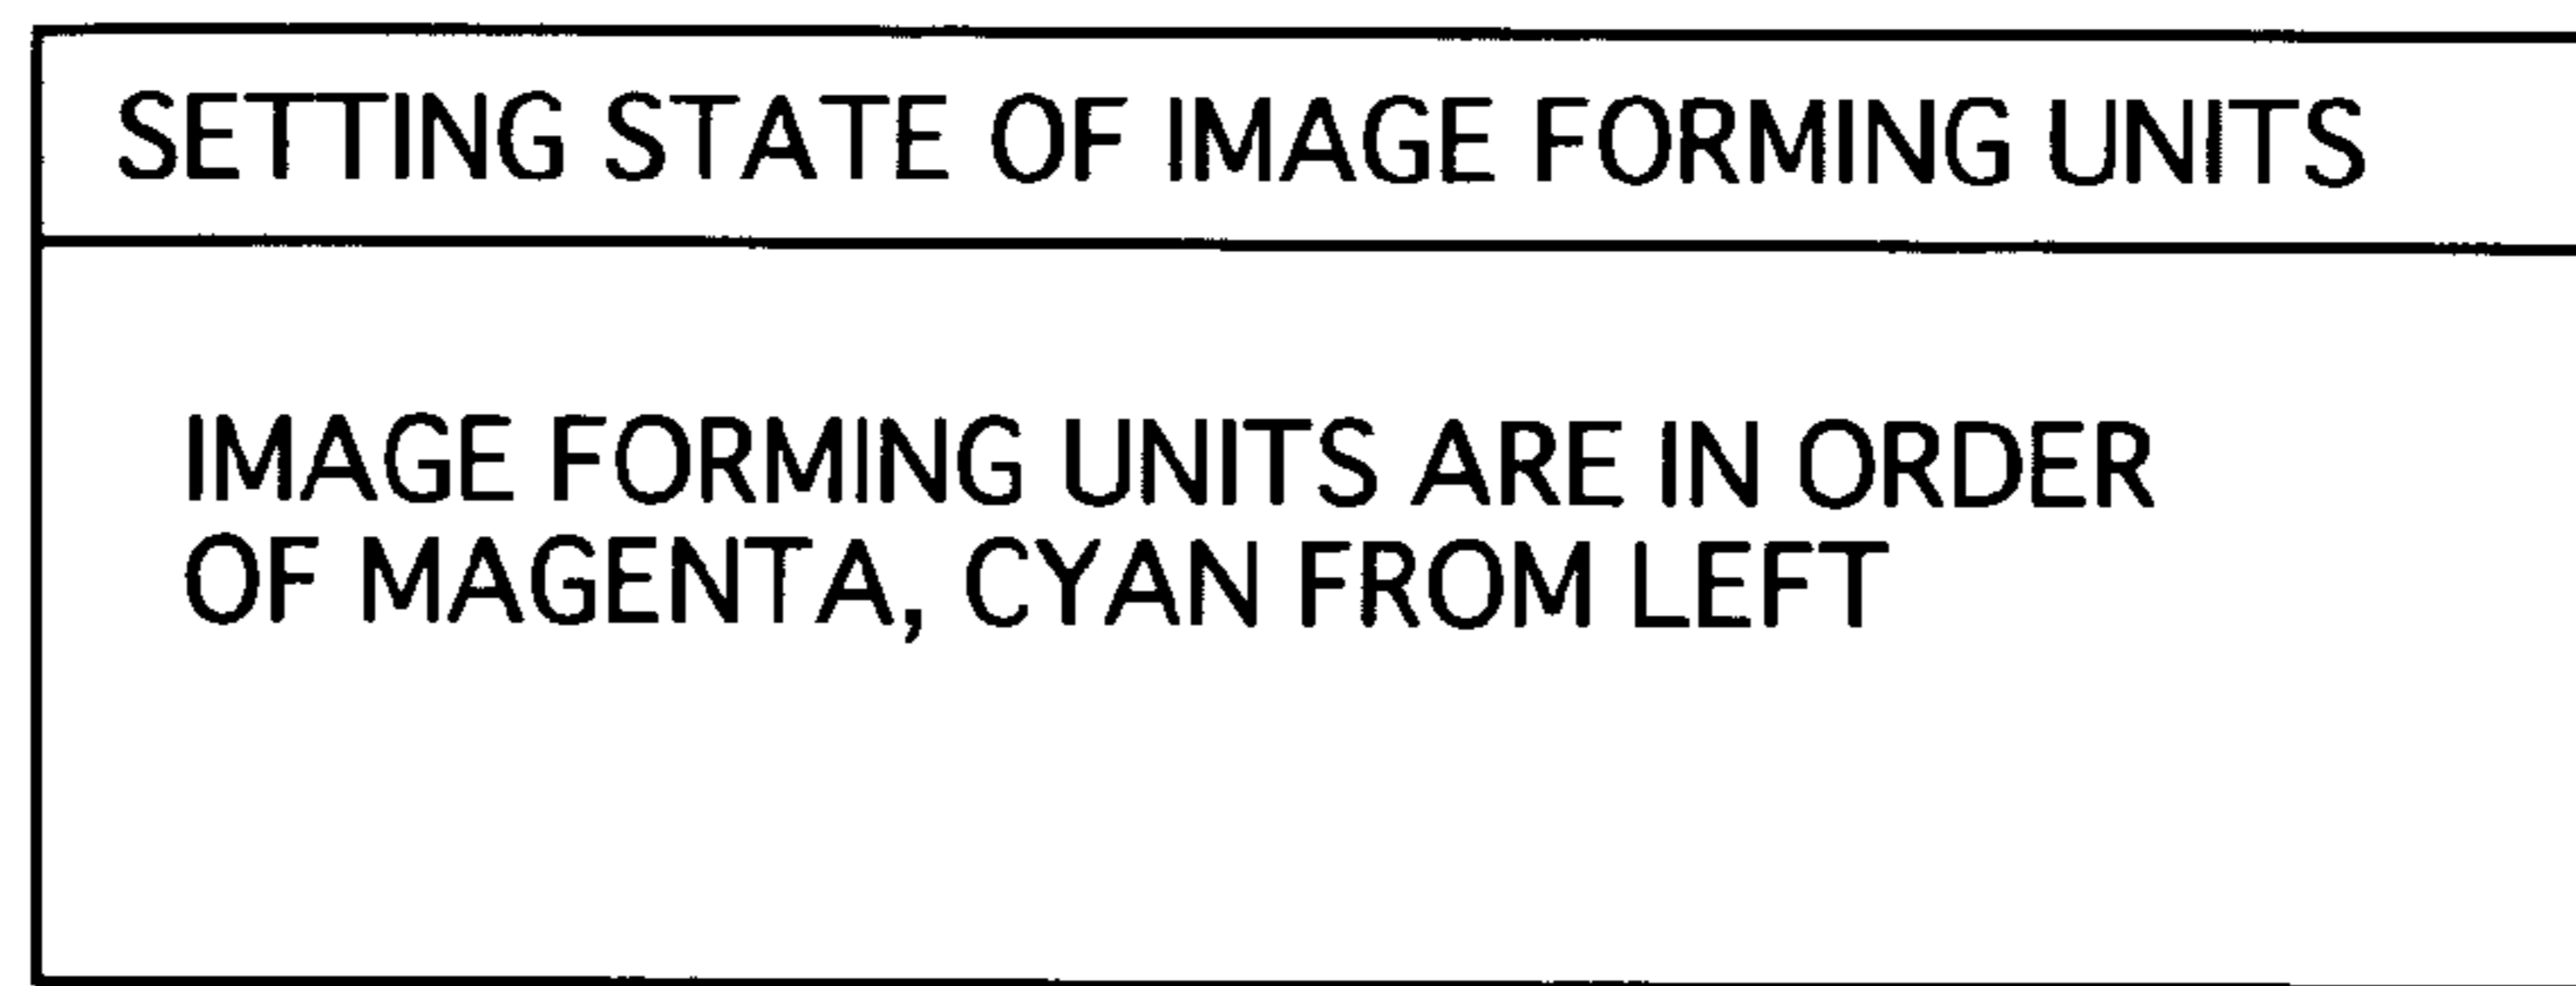 SETTING STATE OF IMAGE FORMING UNITS
IMAGE FORMING UNITS ARE IN ORDER
OF MAGENTA, CYAN FROM LEFT